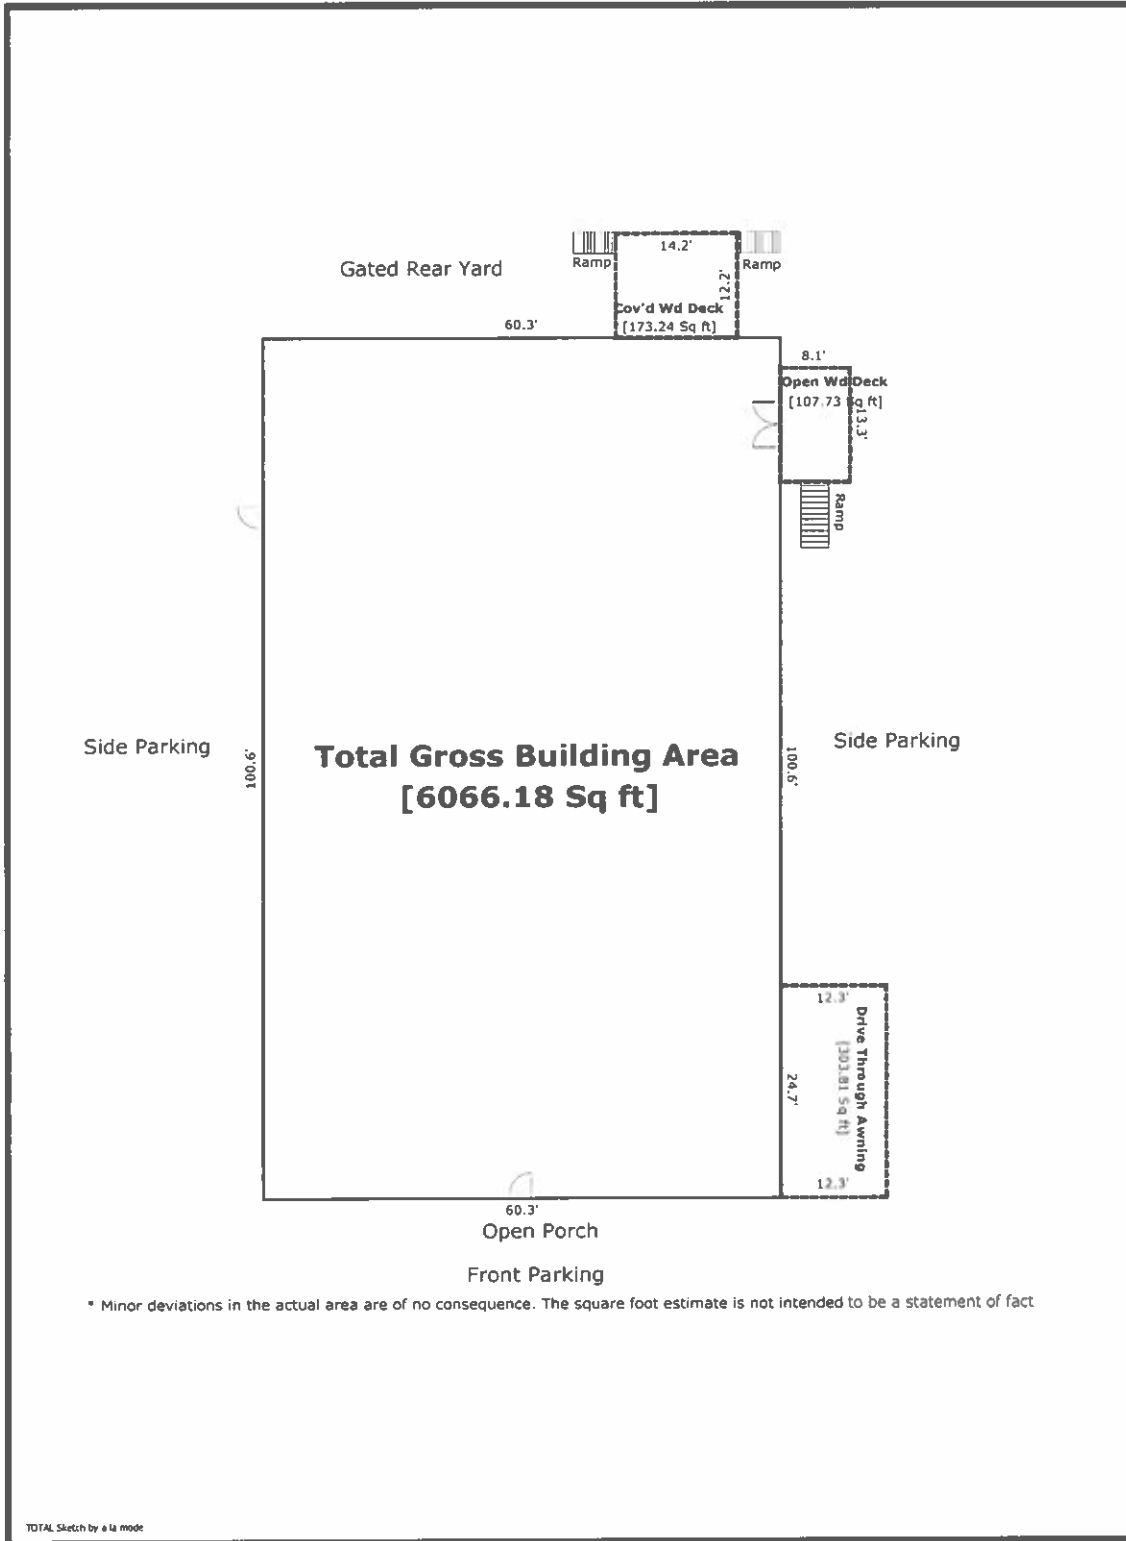 14.2'
Ramp
Ramp
Gated Rear Yard
12.2'
Cov'd Wd Deck
[173.24 Sq ft]
60.3'
8.1'
Open Wd Deck
[107.73 Sq ft]
13.3'
Ramp
Side Parking
100.6'
Total Gross Building Area
[6066.18 Sq ft]
100.6'
Side Parking
12.3'
Drive Through Awning
[303.81 Sq ft]
24.7'
12.3'
60.3'
Open Porch
Front Parking
* Minor deviations in the actual area are of no consequence. The square foot estimate is not intended to be a statement of fact
TOTAL Sketch by a la mode